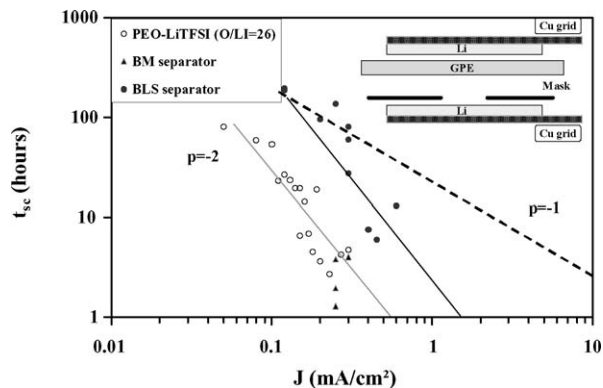 1000
100
10
1
t_sc (hours)
PEO-LiTFSI (O/LI=26)
BM separator
BLS separator
Cu grid
Li
GPE
Mask
Li
Cu grid
p=-2
p=-1
0.01
0.1
1
10
J (mA/cm²)